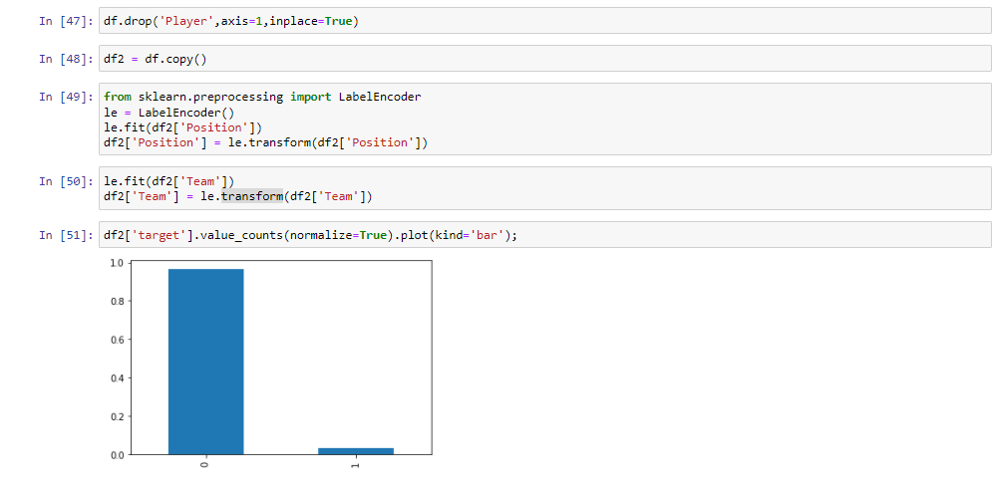 In [47]: df.drop('Player',axis=1,inplace=True)
In [48]: df2 = df.copy()
In [49]: from sklearn.preprocessing import LabelEncoder
le = LabelEncoder()
le.fit(df2['Position'])
df2['Position'] = le.transform(df2['Position'])
In [50]: le.fit(df2['Team'])
df2['Team'] = le.transform(df2['Team'])
In [51]: df2['target'].value_counts(normalize=True).plot(kind='bar');
1.0
0.8
0.6
0.4
0.2
0.0
0 1